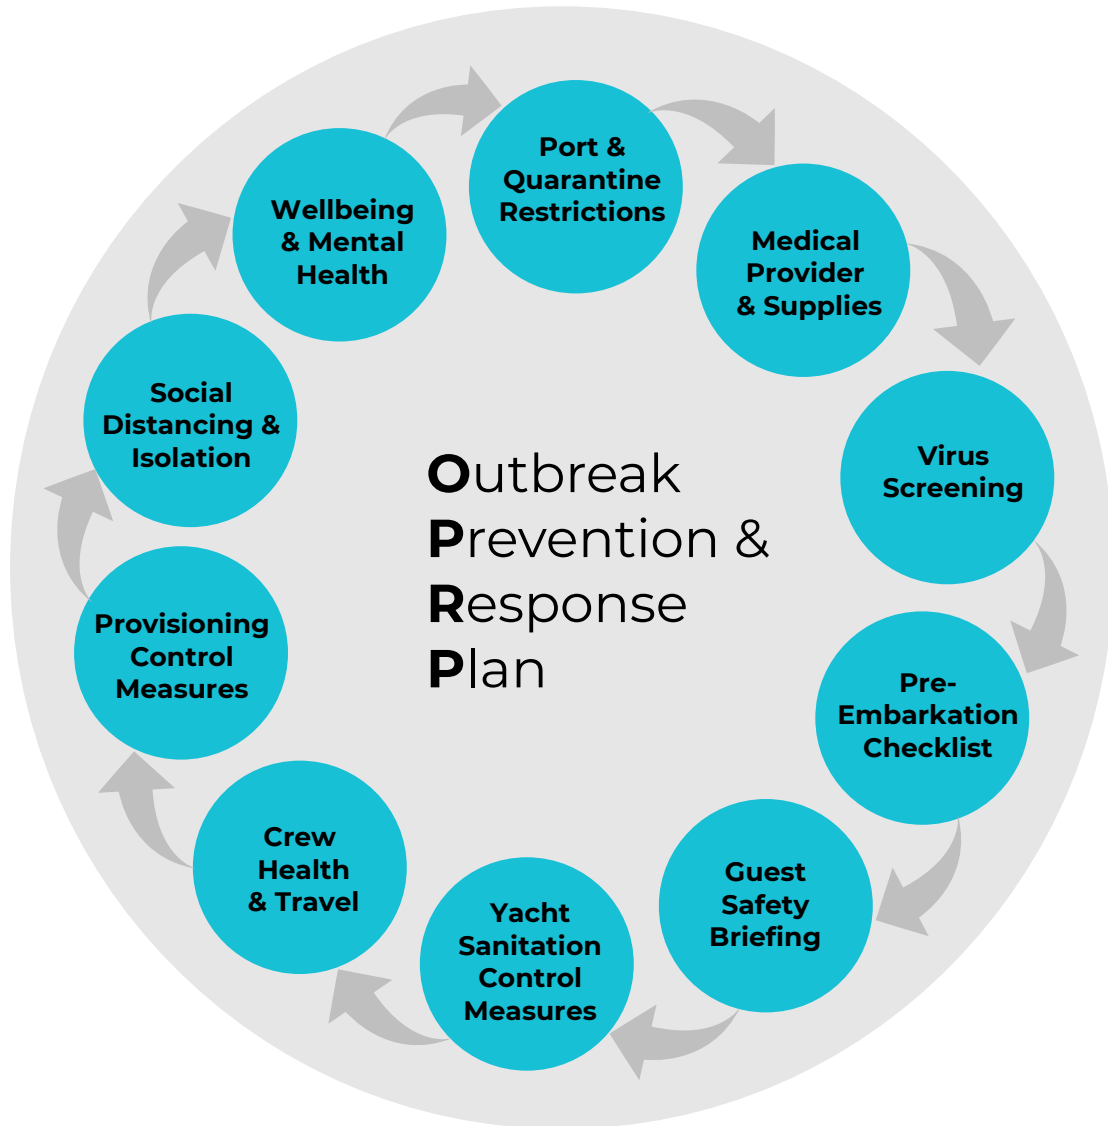 Port &
Quarantine
Restrictions
Medical
Provider
& Supplies
Virus
Screening
Pre-
Embarkation
Checklist
Guest
Safety
Briefing
Yacht
Sanitation
Control
Measures
Crew
Health
& Travel
Provisioning
Control
Measures
Social
Distancing &
Isolation
Wellbeing
& Mental
Health
Outbreak
Prevention &
Response
Plan